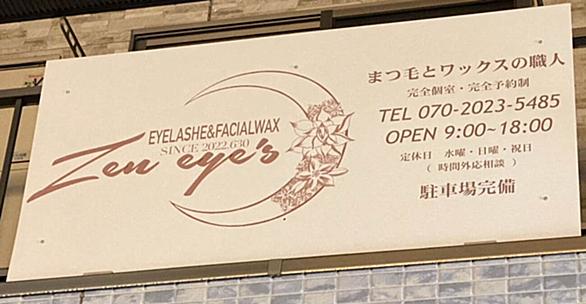 EYELASHE&FACIALWAX
SINCE 2022.630
Zen eye's
まつ毛とワックスの職人
完全個室・完全予約制
TEL 070-2023-5485
OPEN 9:00~18:00
定休日 水曜・日曜・祝日
( 時間外応相談 )
駐車場完備